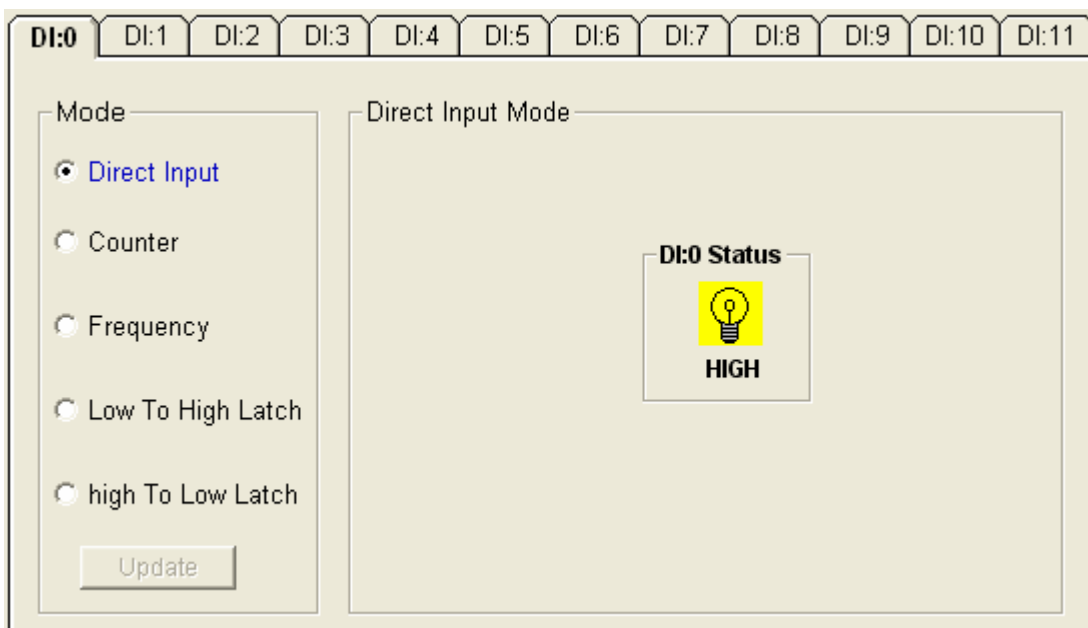 DI:0 DI:1 DI:2 DI:3 DI:4 DI:5 DI:6 DI:7 DI:8 DI:9 DI:10 DI:11
Mode
Direct Input
Counter
Frequency
Low To High Latch
high To Low Latch
Update
Direct Input Mode
DI:0 Status
HIGH